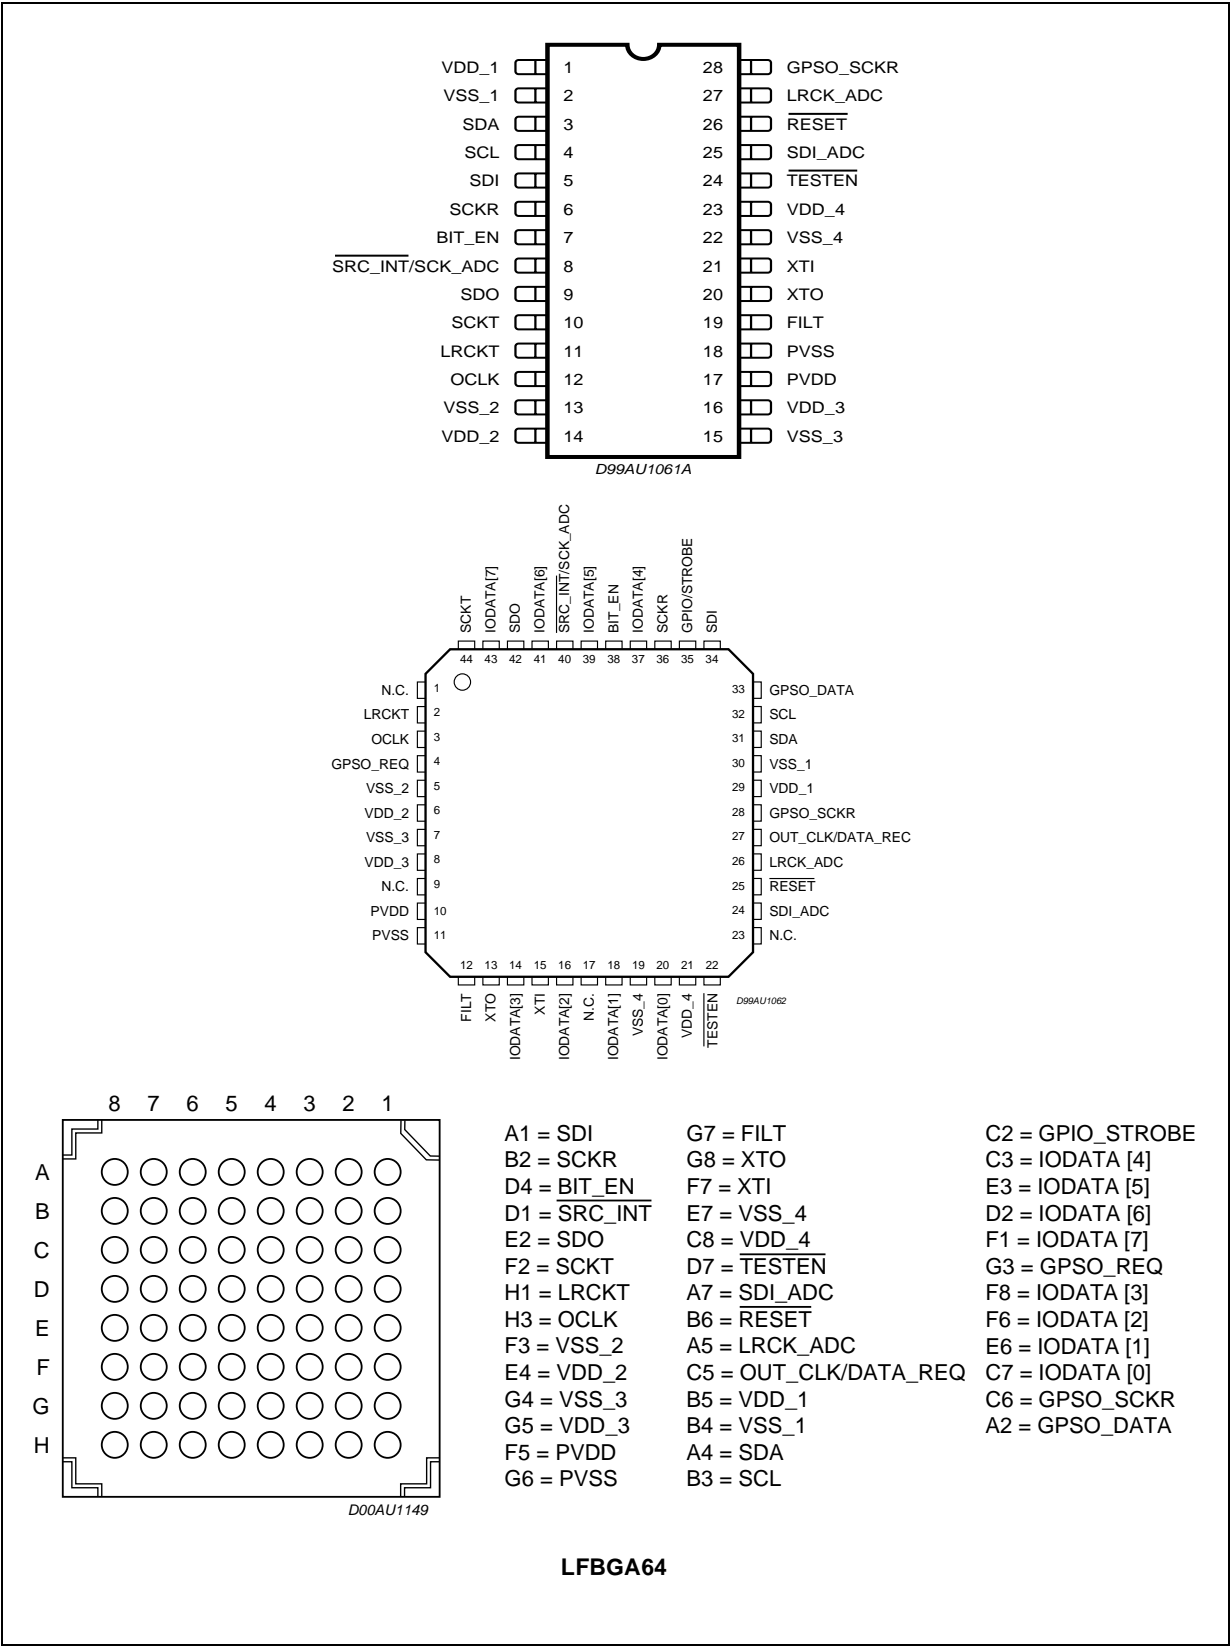 VDD_1 1 28 GPSO_SCKR
VSS_1 2 27 LRCK_ADC
SDA 3 26 RESET
SCL 4 25 SDI_ADC
SDI 5 24 TESTEN
SCKR 6 23 VDD_4
BIT_EN 7 22 VSS_4
SRC_INT/SCK_ADC 8 21 XTI
SDO 9 20 XTO
SCKT 10 19 FILT
LRCKT 11 18 PVSS
OCLK 12 17 PVDD
VSS_2 13 16 VDD_3
VDD_2 14 15 VSS_3
D99AU1061A
SCKT IODATA[7] SDO IODATA[6] SRC_INT/SCK_ADC IODATA[5] BIT_EN IODATA[4] SCKR GPIO/STROBE SDI
44 43 42 41 40 39 38 37 36 35 34
N.C. 1 33 GPSO_DATA
LRCKT 2 32 SCL
OCLK 3 31 SDA
GPSO_REQ 4 30 VSS_1
VSS_2 5 29 VDD_1
VDD_2 6 28 GPSO_SCKR
VSS_3 7 27 OUT_CLK/DATA_REC
VDD_3 8 26 LRCK_ADC
N.C. 9 25 RESET
PVDD 10 24 SDI_ADC
PVSS 11 23 N.C.
12 13 14 15 16 17 18 19 20 21 22
FILT XTO IODATA[3] XTI IODATA[2] N.C. IODATA[1] VSS_4 IODATA[0] VDD_4 TESTEN
D99AU1062
8 7 6 5 4 3 2 1
A
B
C
D
E
F
G
H
D00AU1149
A1 = SDI
B2 = SCKR
D4 = BIT_EN
D1 = SRC_INT
E2 = SDO
F2 = SCKT
H1 = LRCKT
H3 = OCLK
F3 = VSS_2
E4 = VDD_2
G4 = VSS_3
G5 = VDD_3
F5 = PVDD
G6 = PVSS
G7 = FILT
G8 = XTO
F7 = XTI
E7 = VSS_4
C8 = VDD_4
D7 = TESTEN
A7 = SDI_ADC
B6 = RESET
A5 = LRCK_ADC
C5 = OUT_CLK/DATA_REQ
B5 = VDD_1
B4 = VSS_1
A4 = SDA
B3 = SCL
C2 = GPIO_STROBE
C3 = IODATA [4]
E3 = IODATA [5]
D2 = IODATA [6]
F1 = IODATA [7]
G3 = GPSO_REQ
F8 = IODATA [3]
F6 = IODATA [2]
E6 = IODATA [1]
C7 = IODATA [0]
C6 = GPSO_SCKR
A2 = GPSO_DATA
LFBGA64